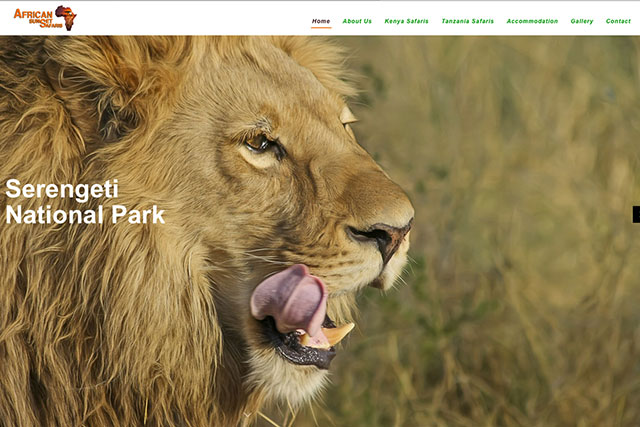 AFRICAN
SUNSET
SAFARIS
Home
About Us
Kenya Safaris
Tanzania Safaris
Accommodation
Gallery
Contact
Serengeti
National Park